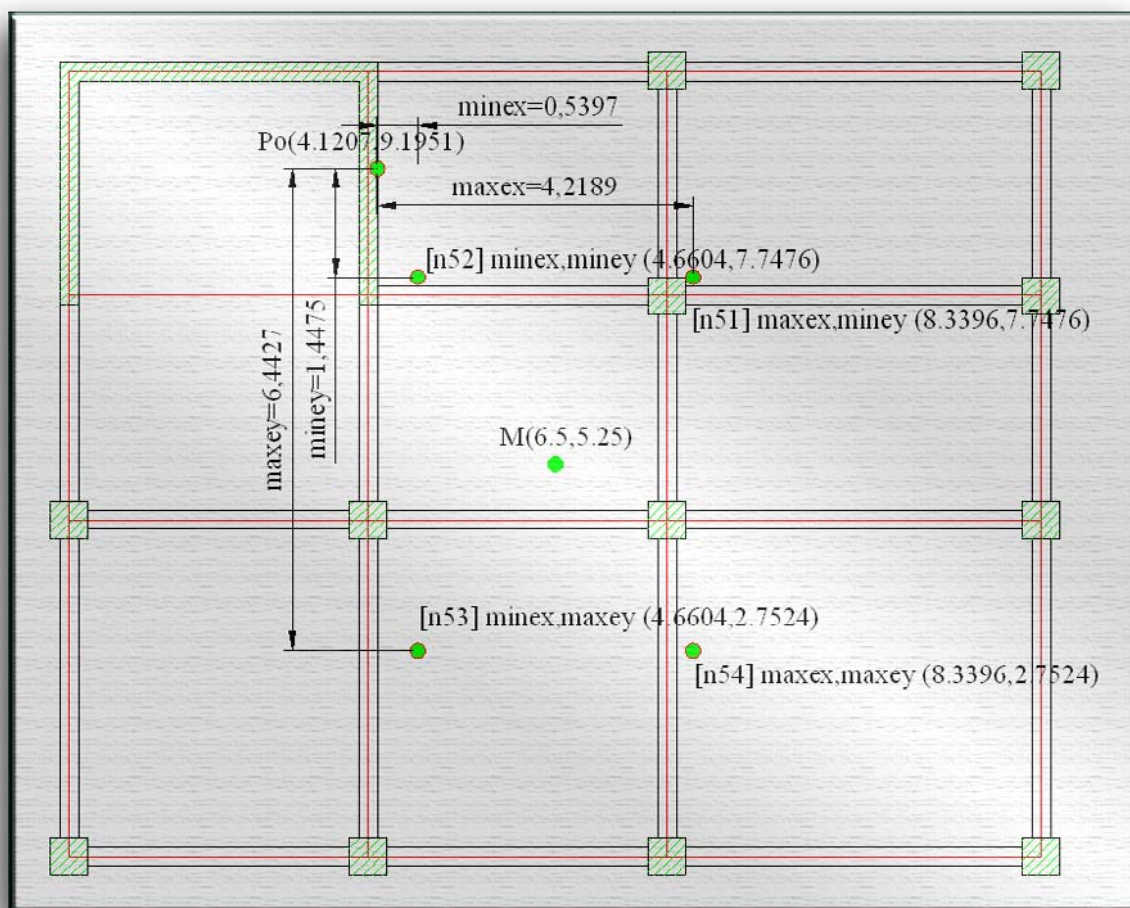 minex=0,5397
Po(4.1207,9.1951)
maxex=4,2189
[n52] minex,miney (4.6604,7.7476)
[n51] maxex,miney (8.3396,7.7476)
maxey=6,4427
miney=1,4475
M(6.5,5.25)
[n53] minex,maxey (4.6604,2.7524)
[n54] maxex,maxey (8.3396,2.7524)